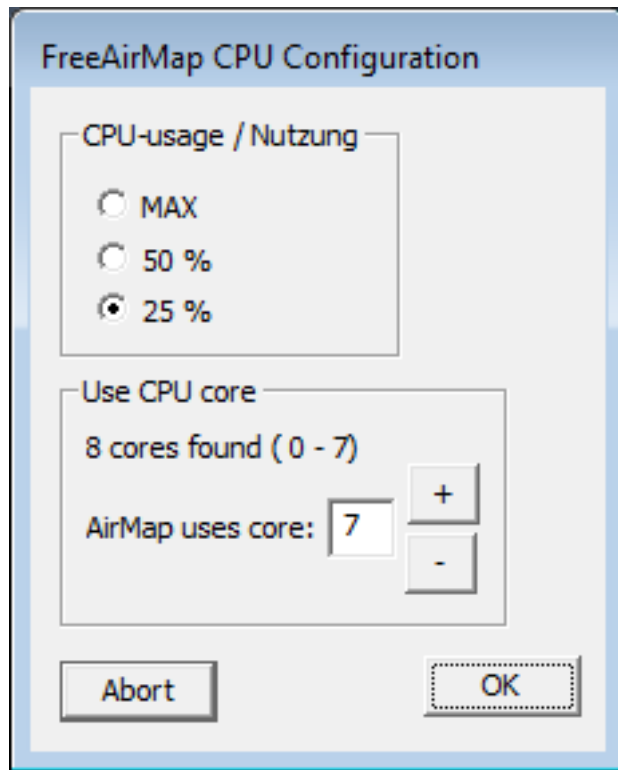 FreeAirMap CPU Configuration
CPU-usage / Nutzung
MAX
50 %
25 %
Use CPU core
8 cores found ( 0 - 7)
+
AirMap uses core: 7
-
Abort
OK